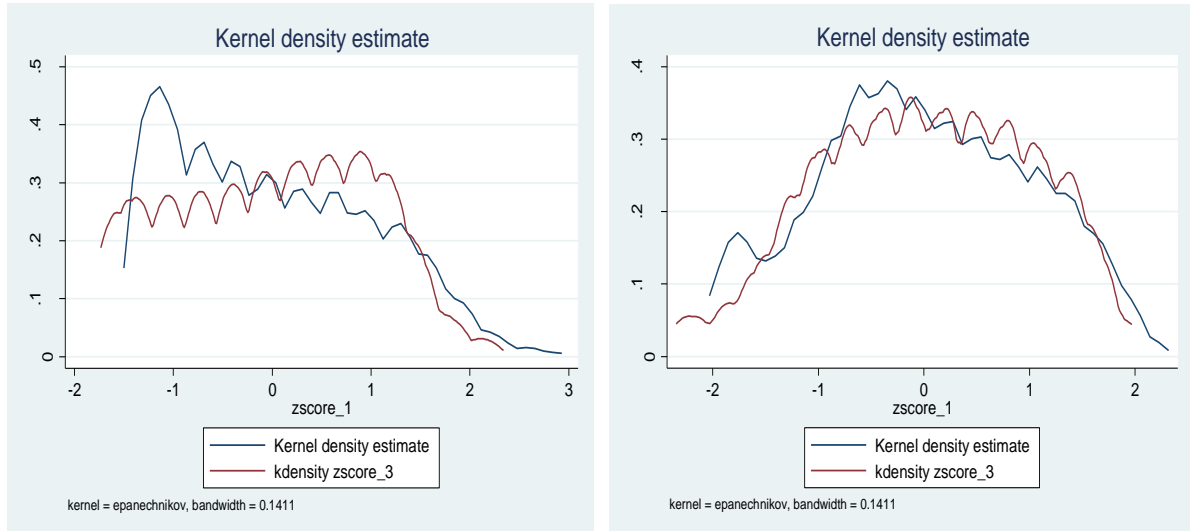 Kernel density estimate
.5
.4
.3
.2
.1
0
-2
-1
0
1
2
3
zscore_1
Kernel density estimate
kdensity zscore_3
kernel = epanechnikov, bandwidth = 0.1411
Kernel density estimate
.4
.3
.2
.1
0
-2
-1
0
1
2
zscore_1
Kernel density estimate
kdensity zscore_3
kernel = epanechnikov, bandwidth = 0.1411